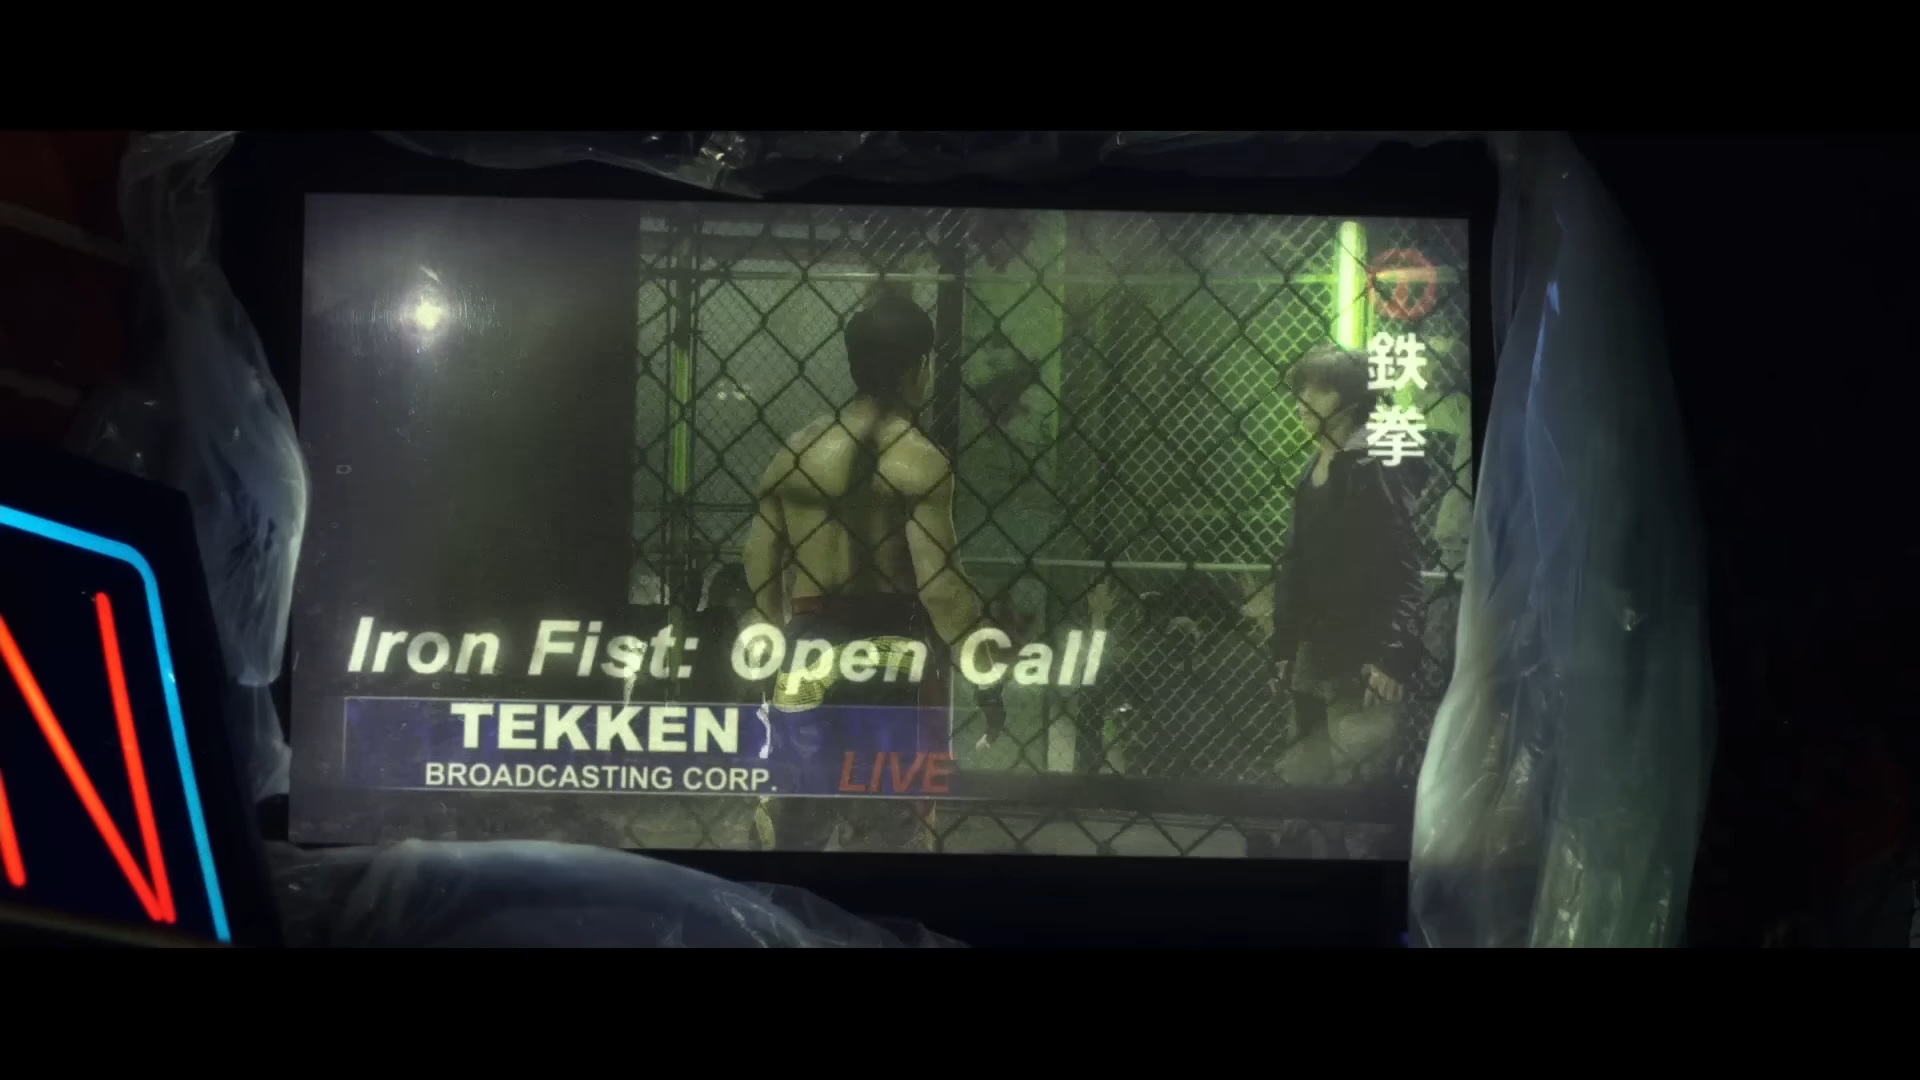 Iron Fist: Open Call
TEKKEN
BROADCASTING CORP.
LIVE
鉄拳
N